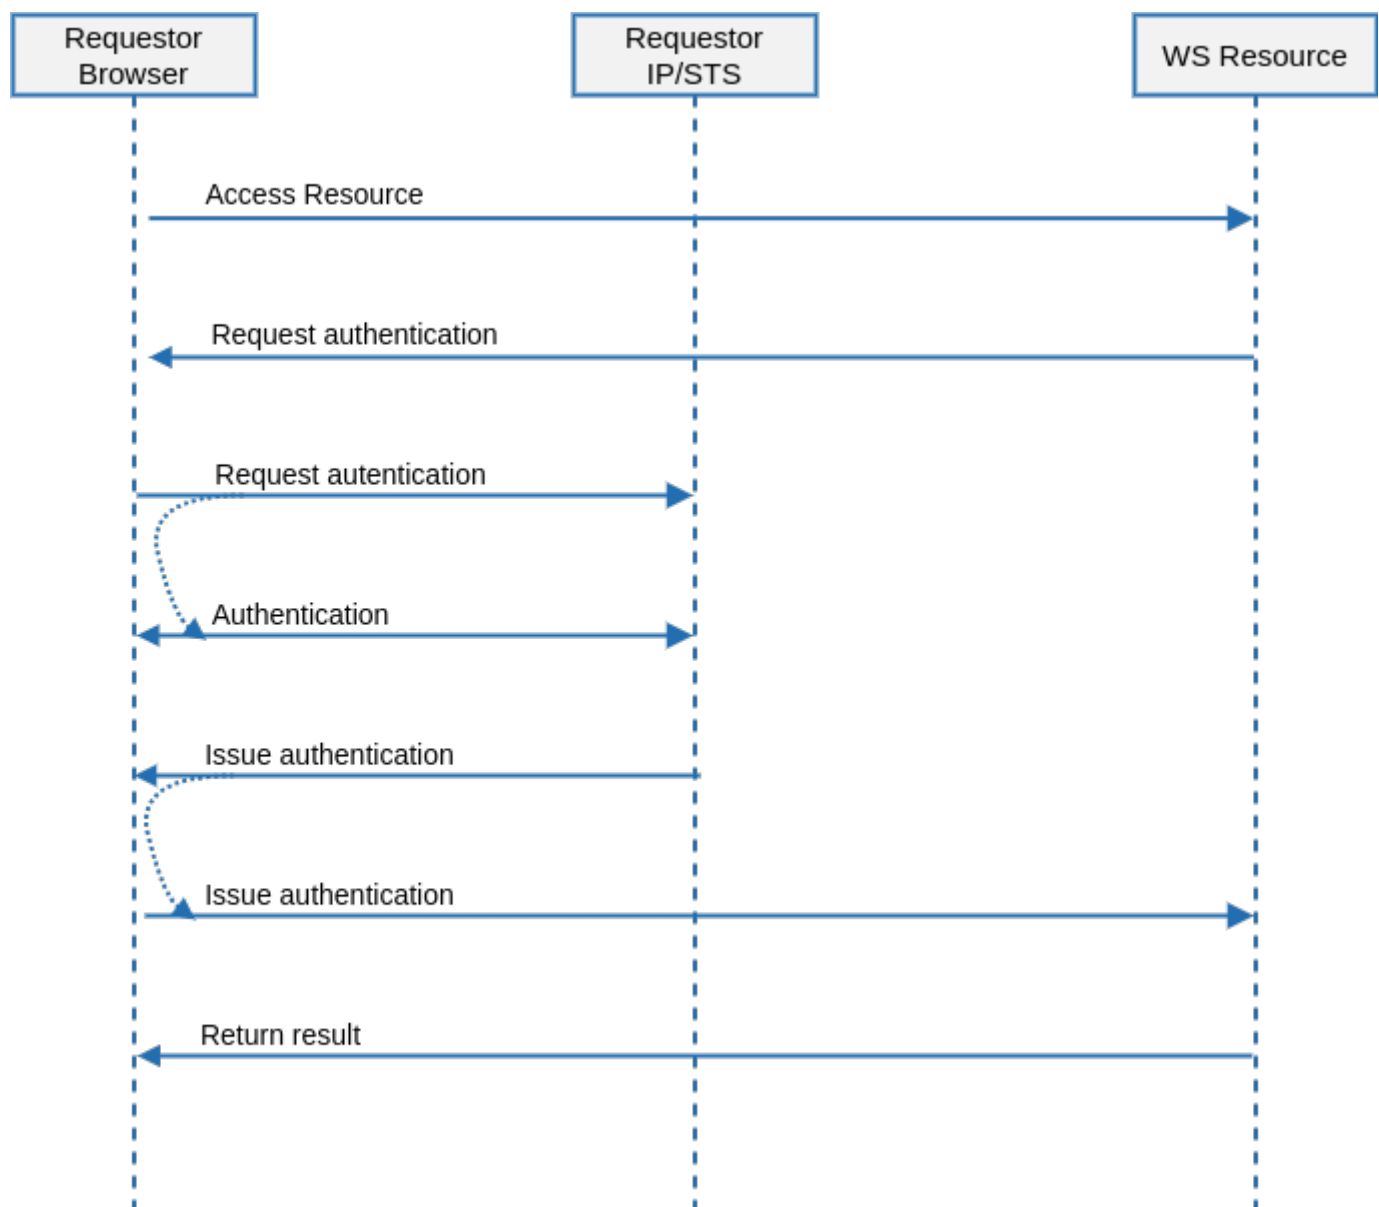 Requestor
Browser
Requestor
IP/STS
WS Resource
Access Resource
Request authentication
Request autentication
Authentication
Issue authentication
Issue authentication
Return result